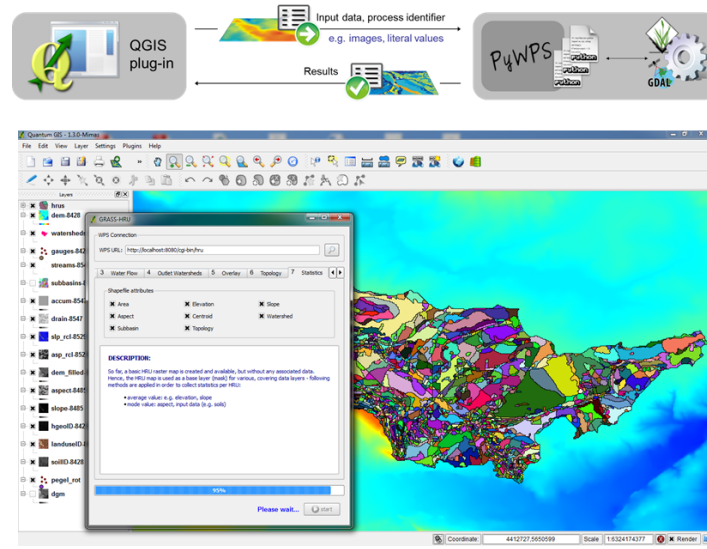 QGIS
plug-in
Input data, process identifier
e.g. images, literal values
Results
PyWPS
Python
Python
Python
GDAL
Quantum GIS - 1.3.0-Mimas
File Edit View Layer Settings Plugins Help
Layers
hrus
dem-8428
watersheds
gauges-842
streams-854
subbasins-
accum-854
drain-8547
slp_rcl-852
asp_rcl-852
dem_filled
aspect-848
slope-8485
hgeoID-842
landuseID-8
soilID-8428
pegel_rot
dgm
GRASS-HRU
WPS Connection
WPS URL: http://localhost:8080/cgi-bin/hru
3 Water Flow 4 Outlet Watersheds 5 Overlay 6 Topology 7 Statistics
Shapefile attributes
Area Elevation Slope
Aspect Centroid Watershed
Subbasin Topology
DESCRIPTION:
So far, a basic HRU raster map is created and available, but without any associated data.
Hence, the HRU map is used as a base layer (mask) for various, covering data layers - following
methods are applied in order to collect statistics per HRU:
• average value: e.g. elevation, slope
• mode value: aspect, input data (e.g. soils)
95%
Please wait... start
Coordinate: 4412727,5650599 Scale 1:6324174377 Render